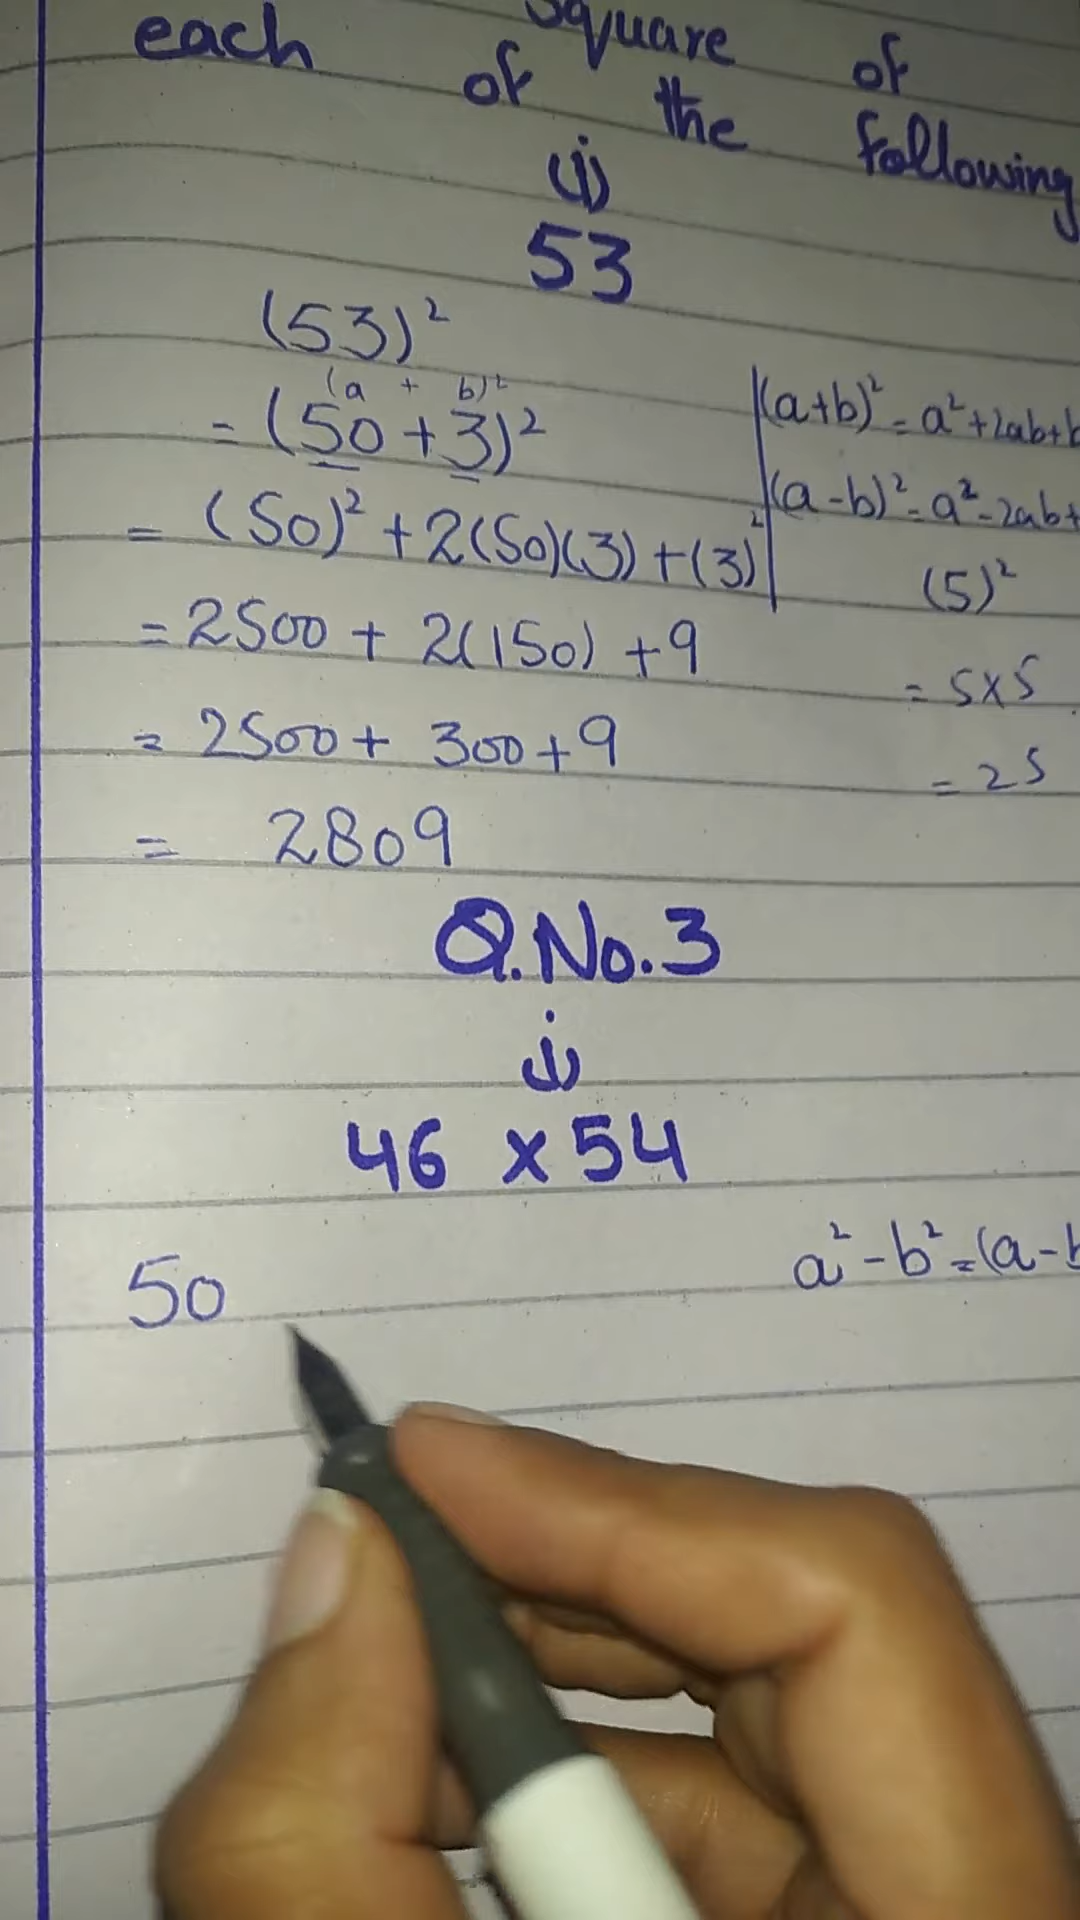 square of
each of the following
(i)
53
(53)²
(a + b)²
= (50 + 3)²
= (50)² + 2(50)(3) + (3)²
= 2500 + 2(150) + 9
= 2500 + 300 + 9
= 2809
(a+b)² = a² + 2ab + b
(a-b)² = a² - 2ab +
(5)²
= 5x5
= 25
Q.No.3
(i)
46 x 54
a² - b² = (a - b
50